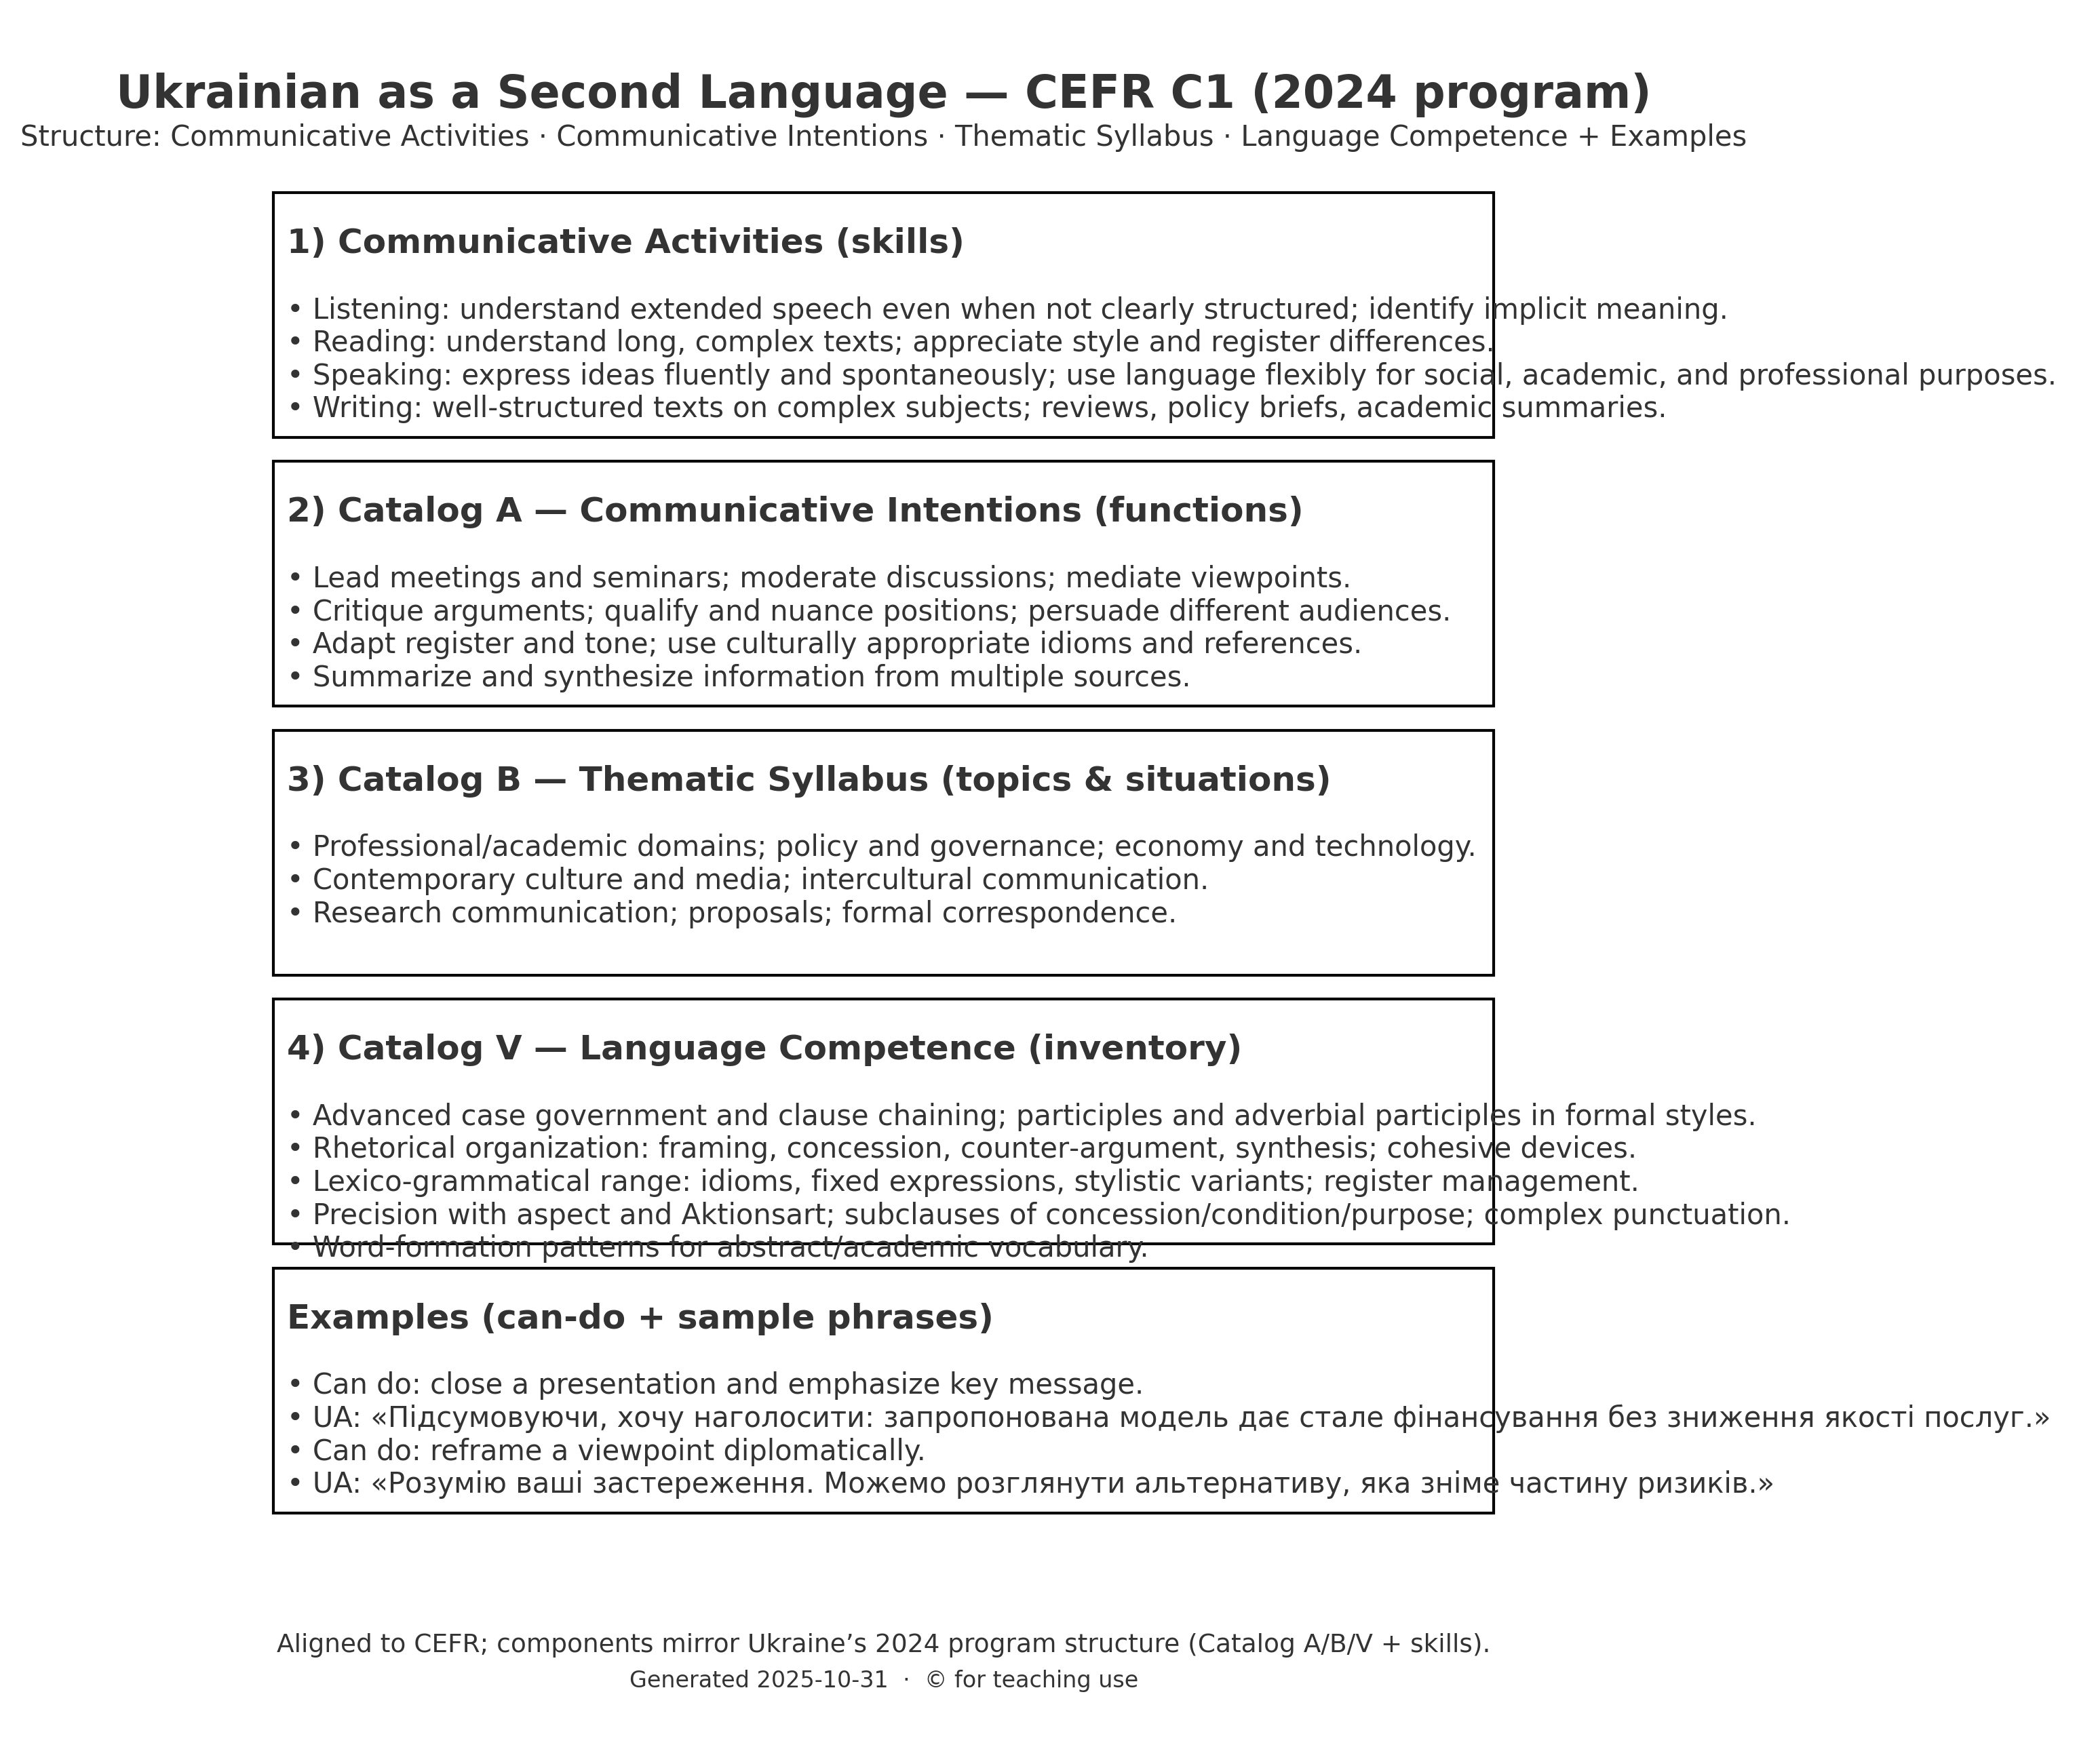 Ukrainian as a Second Language — CEFR C1 (2024 program)
Structure: Communicative Activities · Communicative Intentions · Thematic Syllabus · Language Competence + Examples
1) Communicative Activities (skills)
• Listening: understand extended speech even when not clearly structured; identify implicit meaning.
• Reading: understand long, complex texts; appreciate style and register differences.
• Speaking: express ideas fluently and spontaneously; use language flexibly for social, academic, and professional purposes.
• Writing: well-structured texts on complex subjects; reviews, policy briefs, academic summaries.
2) Catalog A — Communicative Intentions (functions)
• Lead meetings and seminars; moderate discussions; mediate viewpoints.
• Critique arguments; qualify and nuance positions; persuade different audiences.
• Adapt register and tone; use culturally appropriate idioms and references.
• Summarize and synthesize information from multiple sources.
3) Catalog B — Thematic Syllabus (topics & situations)
• Professional/academic domains; policy and governance; economy and technology.
• Contemporary culture and media; intercultural communication.
• Research communication; proposals; formal correspondence.
4) Catalog V — Language Competence (inventory)
• Advanced case government and clause chaining; participles and adverbial participles in formal styles.
• Rhetorical organization: framing, concession, counter-argument, synthesis; cohesive devices.
• Lexico-grammatical range: idioms, fixed expressions, stylistic variants; register management.
• Precision with aspect and Aktionsart; subclauses of concession/condition/purpose; complex punctuation.
• Word-formation patterns for abstract/academic vocabulary.
Examples (can-do + sample phrases)
• Can do: close a presentation and emphasize key message.
• UA: «Підсумовуючи, хочу наголосити: запропонована модель дає стале фінансування без зниження якості послуг.»
• Can do: reframe a viewpoint diplomatically.
• UA: «Розумію ваші застереження. Можемо розглянути альтернативу, яка зніме частину ризиків.»
Aligned to CEFR; components mirror Ukraine’s 2024 program structure (Catalog A/B/V + skills).
Generated 2025-10-31 · © for teaching use